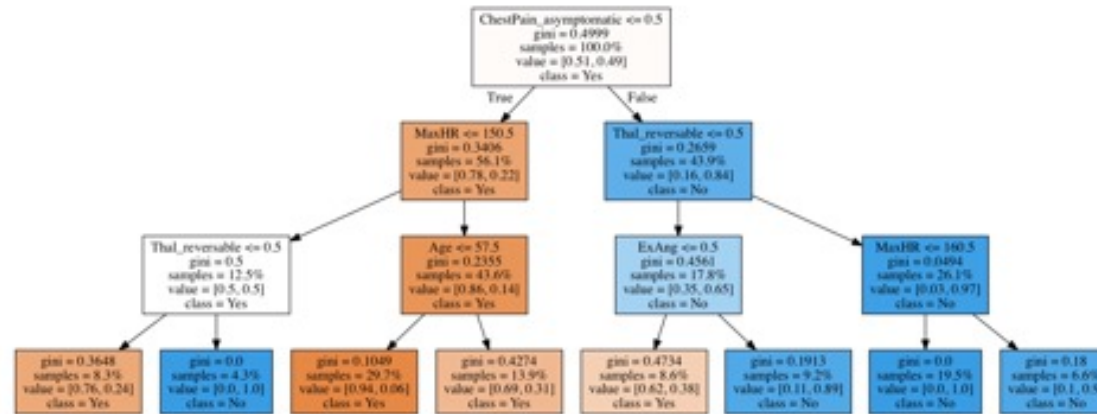 ChestPain_asymptomatic <= 0.5
gini = 0.4999
samples = 100.0%
value = [0.51, 0.49]
class = Yes
True
False
MaxHR <= 150.5
gini = 0.3406
samples = 56.1%
value = [0.78, 0.22]
class = Yes
Thal_reversable <= 0.5
gini = 0.2659
samples = 43.9%
value = [0.16, 0.84]
class = No
Thal_reversable <= 0.5
gini = 0.5
samples = 12.5%
value = [0.5, 0.5]
class = Yes
Age <= 57.5
gini = 0.2355
samples = 43.6%
value = [0.86, 0.14]
class = Yes
ExAng <= 0.5
gini = 0.4561
samples = 17.8%
value = [0.35, 0.65]
class = No
MaxHR <= 160.5
gini = 0.0494
samples = 26.1%
value = [0.03, 0.97]
class = No
gini = 0.3648
samples = 8.3%
value = [0.76, 0.24]
class = Yes
gini = 0.0
samples = 4.3%
value = [0.0, 1.0]
class = No
gini = 0.1049
samples = 29.7%
value = [0.94, 0.06]
class = Yes
gini = 0.4274
samples = 13.9%
value = [0.69, 0.31]
class = Yes
gini = 0.4734
samples = 8.6%
value = [0.62, 0.38]
class = Yes
gini = 0.1913
samples = 9.2%
value = [0.11, 0.89]
class = No
gini = 0.0
samples = 19.5%
value = [0.0, 1.0]
class = No
gini = 0.18
samples = 6.6%
value = [0.1, 0.9
class = No